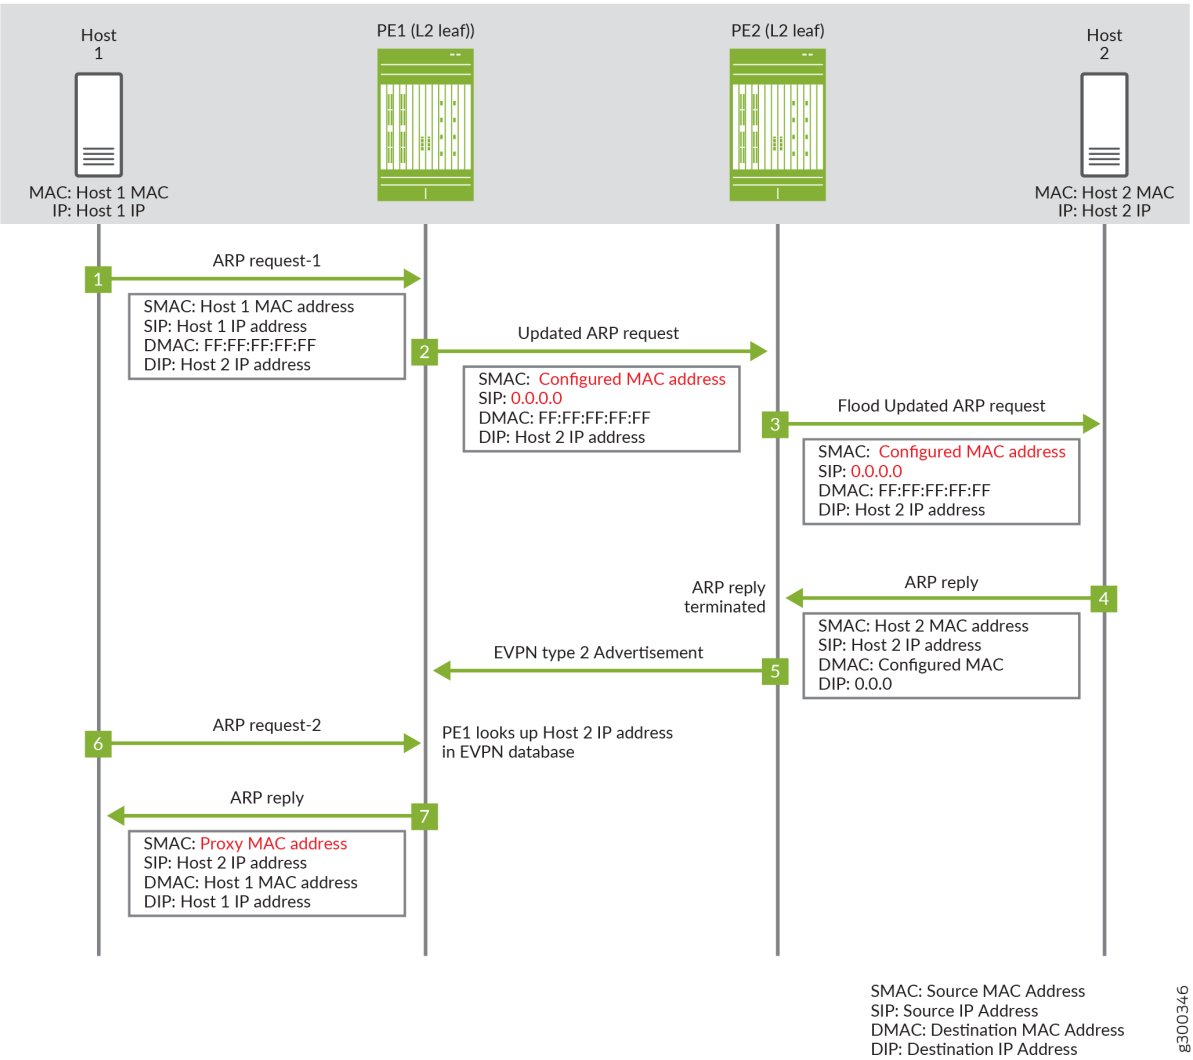 Host
1
PE1 (L2 leaf))
PE2 (L2 leaf)
Host
2
MAC: Host 1 MAC
IP: Host 1 IP
MAC: Host 2 MAC
IP: Host 2 IP
ARP request-1
1
SMAC: Host 1 MAC address
SIP: Host 1 IP address
DMAC: FF:FF:FF:FF:FF
DIP: Host 2 IP address
Updated ARP request
2
SMAC: Configured MAC address
SIP: 0.0.0.0
DMAC: FF:FF:FF:FF:FF
DIP: Host 2 IP address
Flood Updated ARP request
3
SMAC: Configured MAC address
SIP: 0.0.0.0
DMAC: FF:FF:FF:FF:FF
DIP: Host 2 IP address
ARP reply
4
ARP reply
terminated
SMAC: Host 2 MAC address
SIP: Host 2 IP address
DMAC: Configured MAC
DIP: 0.0.0
EVPN type 2 Advertisement
5
ARP request-2
6
PE1 looks up Host 2 IP address
in EVPN database
ARP reply
7
SMAC: Proxy MAC address
SIP: Host 2 IP address
DMAC: Host 1 MAC address
DIP: Host 1 IP address
SMAC: Source MAC Address
SIP: Source IP Address
DMAC: Destination MAC Address
DIP: Destination IP Address
g300346